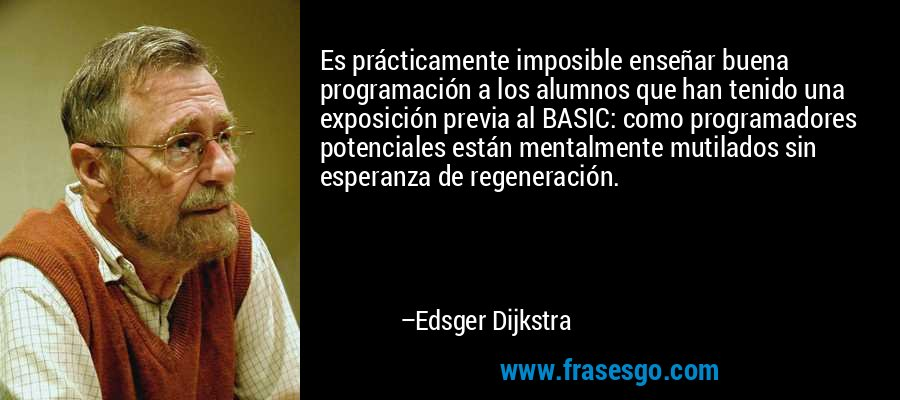 Es prácticamente imposible enseñar buena
programación a los alumnos que han tenido una
exposición previa al BASIC: como programadores
potenciales están mentalmente mutilados sin
esperanza de regeneración.
–Edsger Dijkstra
www.frasesgo.com